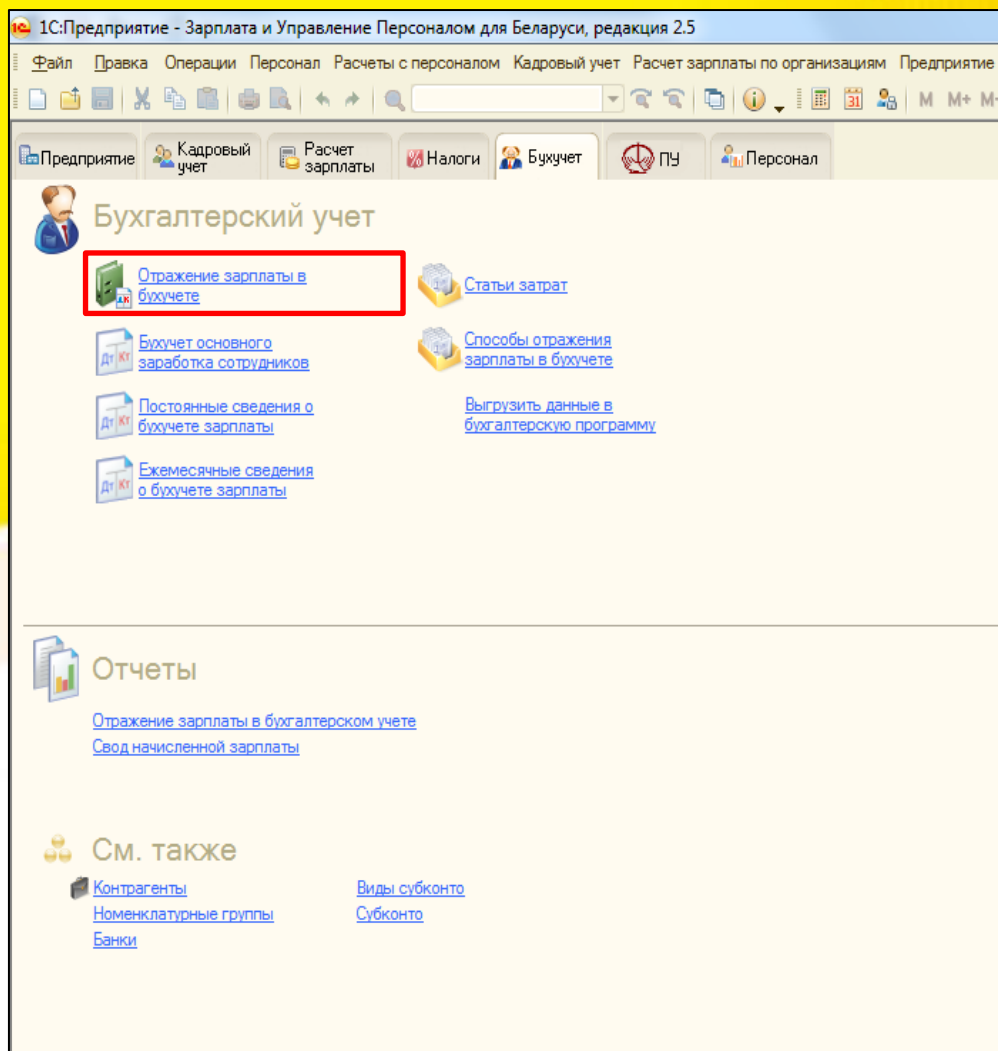 1С:Предприятие - Зарплата и Управление Персоналом для Беларуси, редакция 2.5
Файл Правка Операции Персонал Расчеты с персоналом Кадровый учет Расчет зарплаты по организациям Предприятие
M M+ M-
Предприятие
Кадровый
учет
Расчет
зарплаты
Налоги
Бухучет
ПУ
Персонал
Бухгалтерский учет
Отражение зарплаты в
бухучете
Статьи затрат
Бухучет основного
заработка сотрудников
Способы отражения
зарплаты в бухучете
Постоянные сведения о
бухучете зарплаты
Выгрузить данные в
бухгалтерскую программу
Ежемесячные сведения
о бухучете зарплаты
Отчеты
Отражение зарплаты в бухгалтерском учете
Свод начисленной зарплаты
См. также
Контрагенты
Виды субконто
Номенклатурные группы
Субконто
Банки